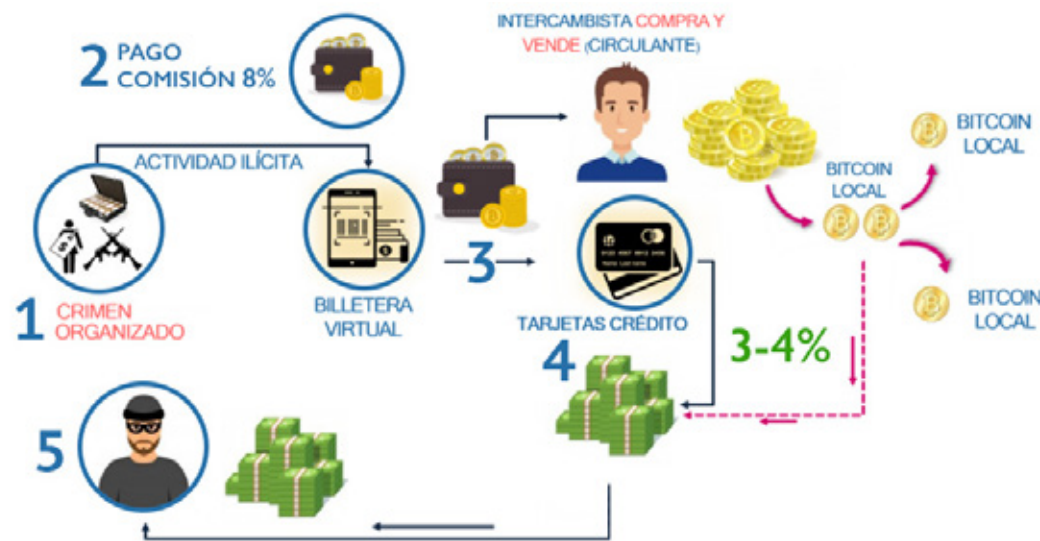 2 PAGO
COMISIÓN 8%
INTERCAMBISTA COMPRA Y
VENDE (CIRCULANTE)
ACTIVIDAD ILÍCITA
BITCOIN
LOCAL
BITCOIN
LOCAL
BITCOIN
LOCAL
1 CRIMEN
ORGANIZADO
BILLETERA
VIRTUAL
3
TARJETAS CRÉDITO
4
3-4%
5